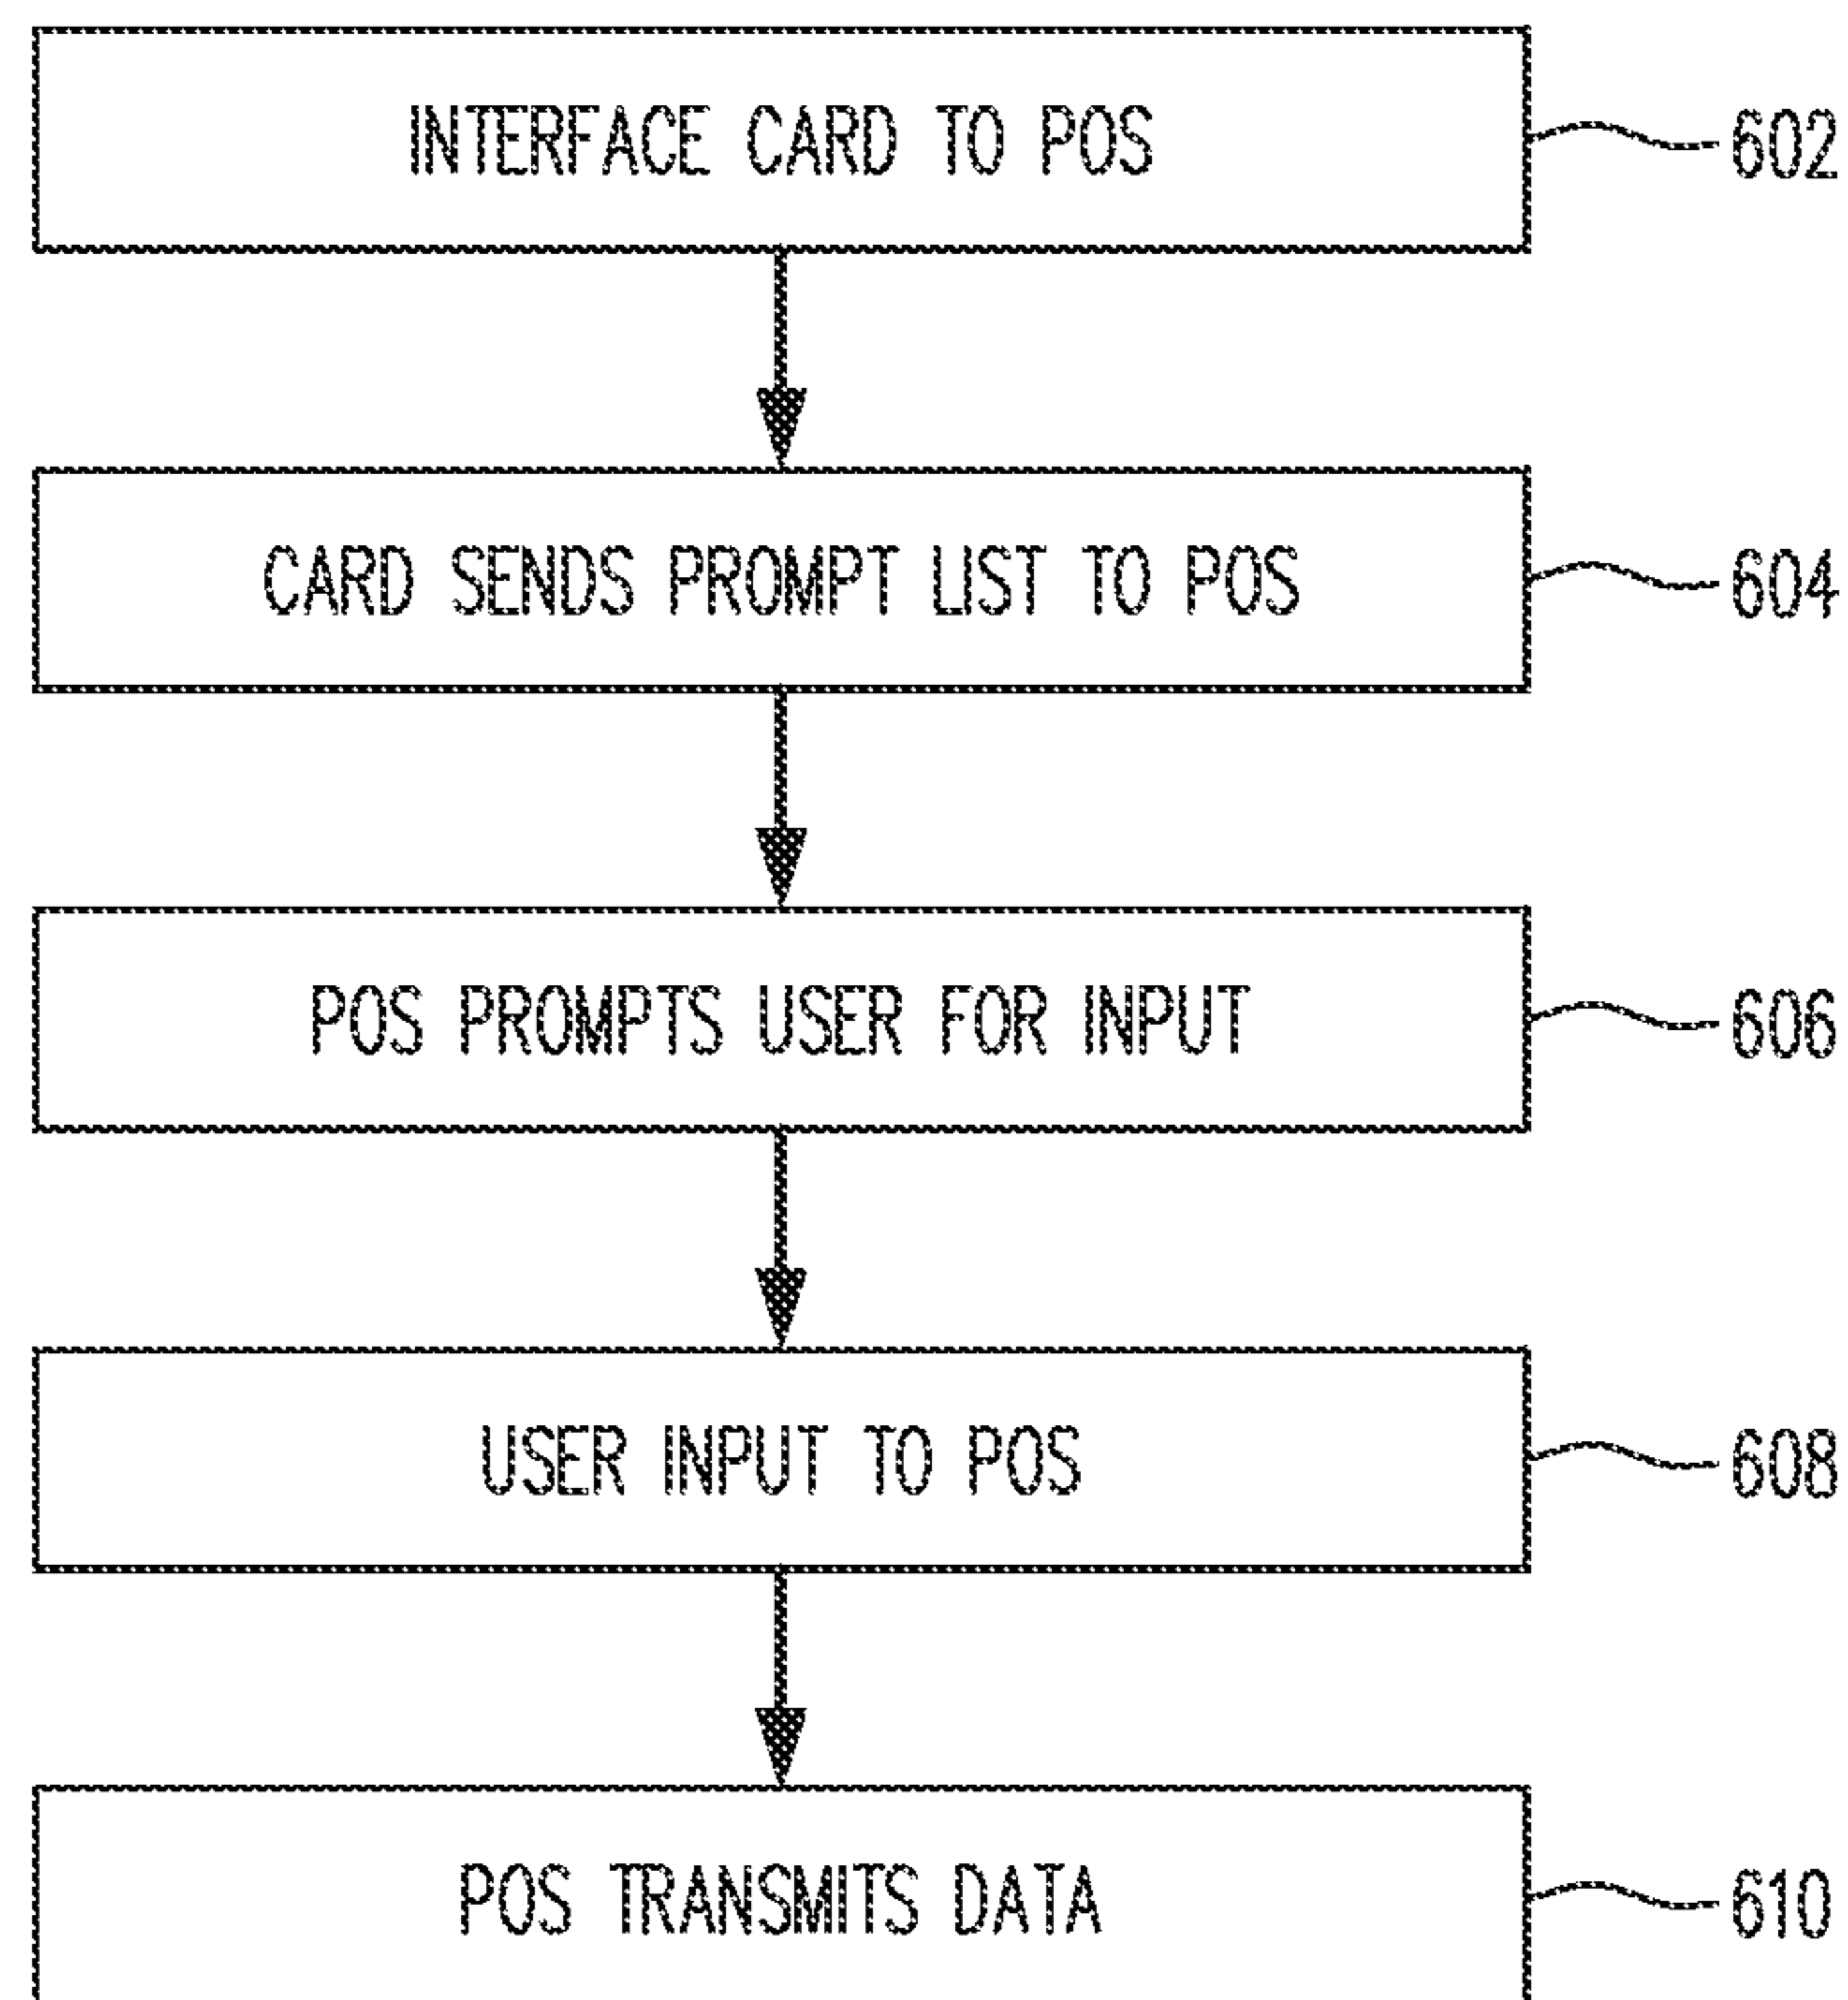 INTERFACE CARD TO POS 602
CARD SENDS PROMPT LIST TO POS 604
POS PROMPTS USER FOR INPUT 606
USER INPUT TO POS 608
POS TRANSMITS DATA 610